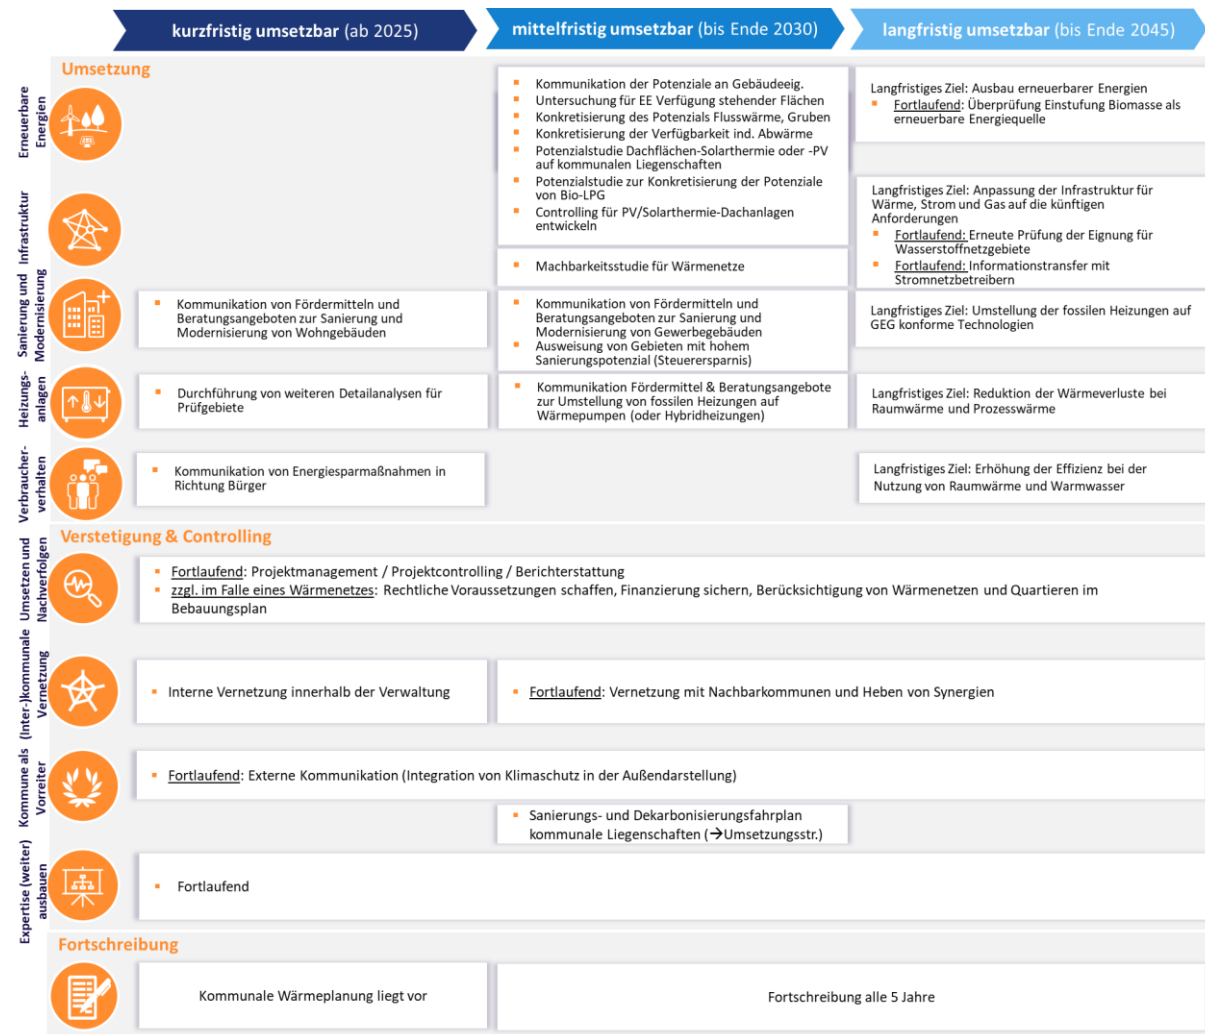 kurzfristig umsetzbar (ab 2025)
mittelfristig umsetzbar (bis Ende 2030)
langfristig umsetzbar (bis Ende 2045)
Umsetzung
Erneuerbare
Energien
Kommunikation der Potenziale an Gebäudeeig.
Untersuchung für EE Verfügung stehender Flächen
Konkretisierung des Potenzials Flusswärme, Gruben
Konkretisierung der Verfügbarkeit ind. Abwärme
Potenzialstudie Dachflächen-Solarthermie oder -PV
auf kommunalen Liegenschaften
Potenzialstudie zur Konkretisierung der Potenziale
von Bio-LPG
Controlling für PV/Solarthermie-Dachanlagen
entwickeln
Langfristiges Ziel: Ausbau erneuerbarer Energien
Fortlaufend: Überprüfung Einstufung Biomasse als
erneuerbare Energiequelle
Infrastruktur
Machbarkeitsstudie für Wärmenetze
Langfristiges Ziel: Anpassung der Infrastruktur für
Wärme, Strom und Gas auf die künftigen
Anforderungen
Fortlaufend: Erneute Prüfung der Eignung für
Wasserstoffnetzgebiete
Fortlaufend: Informationstransfer mit
Stromnetzbetreibern
Sanierung und
Modernisierung
Kommunikation von Fördermitteln und
Beratungsangeboten zur Sanierung und
Modernisierung von Wohngebäuden
Kommunikation von Fördermitteln und
Beratungsangeboten zur Sanierung und
Modernisierung von Gewerbegebäuden
Ausweisung von Gebieten mit hohem
Sanierungspotenzial (Steuerersparnis)
Langfristiges Ziel: Umstellung der fossilen Heizungen auf
GEG konforme Technologien
Heizungs-
anlagen
Durchführung von weiteren Detailanalysen für
Prüfgebiete
Kommunikation Fördermittel & Beratungsangebote
zur Umstellung von fossilen Heizungen auf
Wärmepumpen (oder Hybridheizungen)
Langfristiges Ziel: Reduktion der Wärmeverluste bei
Raumwärme und Prozesswärme
Verbraucher-
verhalten
Kommunikation von Energiesparmaßnahmen in
Richtung Bürger
Langfristiges Ziel: Erhöhung der Effizienz bei der
Nutzung von Raumwärme und Warmwasser
Verstetigung & Controlling
Umsetzen und
Nachverfolgen
Fortlaufend: Projektmanagement / Projektcontrolling / Berichterstattung
zzgl. im Falle eines Wärmenetzes: Rechtliche Voraussetzungen schaffen, Finanzierung sichern, Berücksichtigung von Wärmenetzen und Quartieren im
Bebauungsplan
(Inter-)kommunale
Vernetzung
Interne Vernetzung innerhalb der Verwaltung
Fortlaufend: Vernetzung mit Nachbarkommunen und Heben von Synergien
Kommune als
Vorreiter
Fortlaufend: Externe Kommunikation (Integration von Klimaschutz in der Außendarstellung)
Sanierungs- und Dekarbonisierungsfahrplan
kommunale Liegenschaften (→Umsetzungsstr.)
Expertise (weiter)
ausbauen
Fortlaufend
Fortschreibung
Kommunale Wärmeplanung liegt vor
Fortschreibung alle 5 Jahre